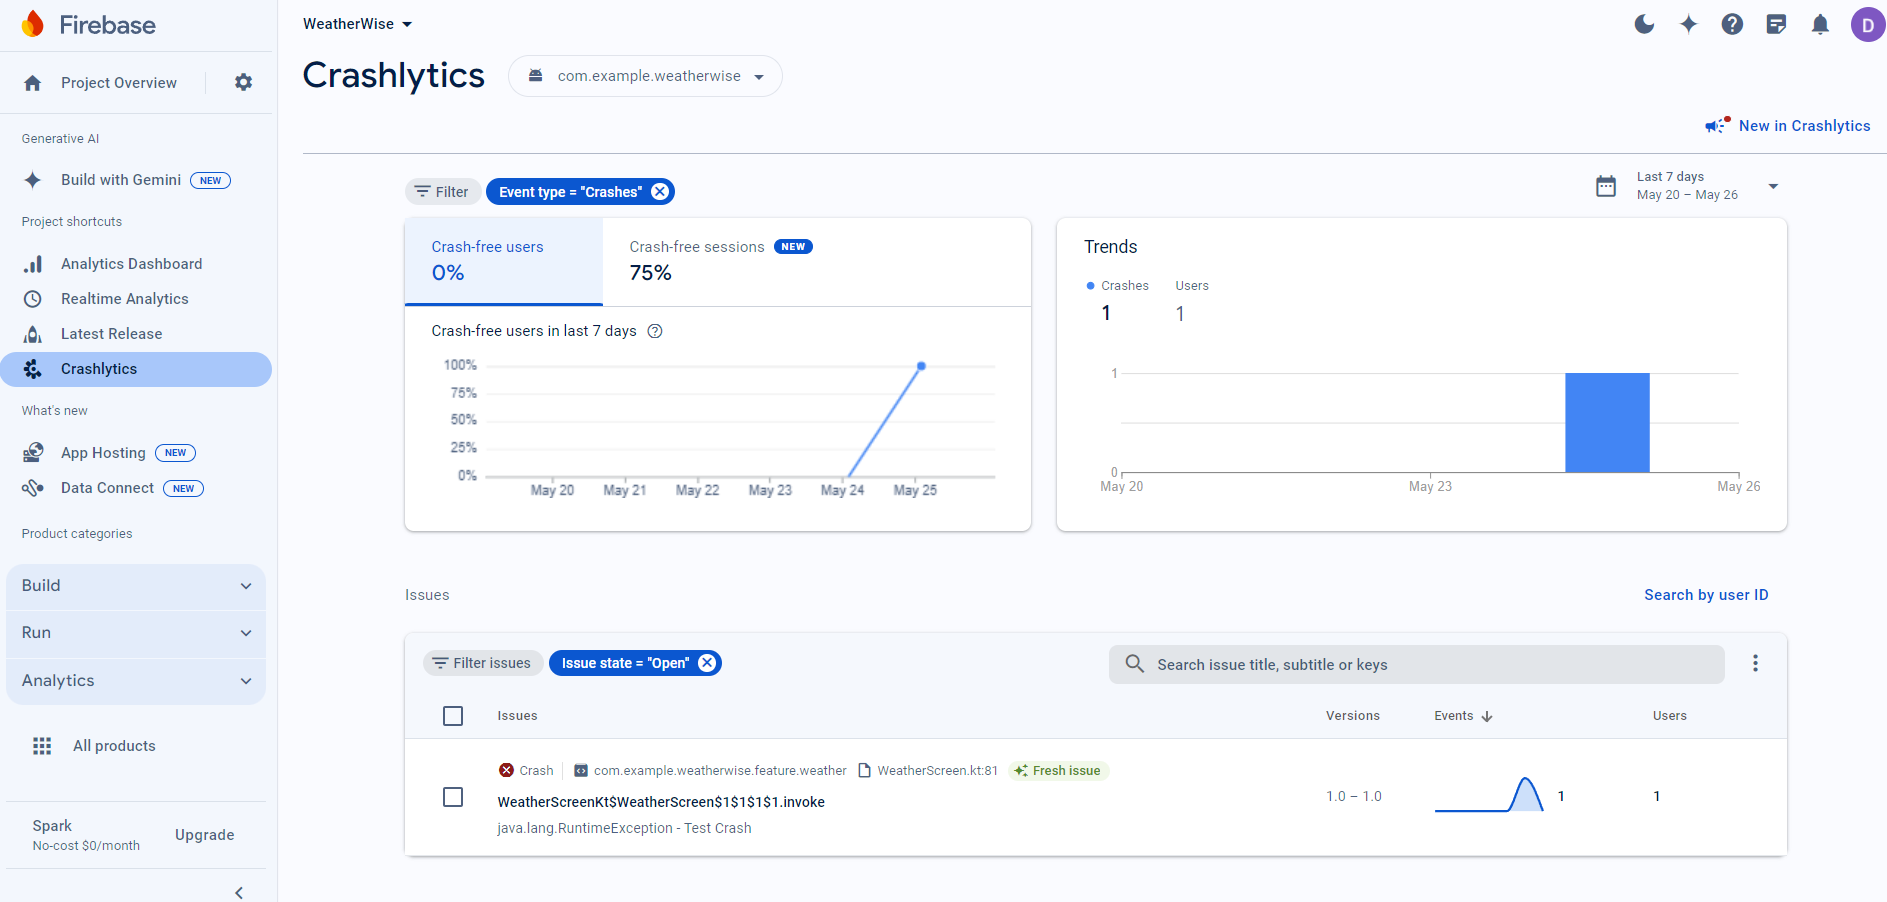 Firebase
Project Overview
Generative AI
Build with Gemini NEW
Project shortcuts
Analytics Dashboard
Realtime Analytics
Latest Release
Crashlytics
What's new
App Hosting NEW
Data Connect NEW
Product categories
Build
Run
Analytics
All products
Spark
No-cost $0/month
Upgrade
WeatherWise
D
Crashlytics
com.example.weatherwise
New in Crashlytics
Filter
Event type = "Crashes"
Last 7 days
May 20 – May 26
Crash-free users
0%
Crash-free sessions NEW
75%
Crash-free users in last 7 days
100%
75%
50%
25%
0%
May 20 May 21 May 22 May 23 May 24 May 25
Trends
Crashes Users
1 1
1
0
May 20 May 23 May 26
Issues
Search by user ID
Filter issues
Issue state = "Open"
Search issue title, subtitle or keys
Issues Versions Events Users
Crash com.example.weatherwise.feature.weather WeatherScreen.kt:81 Fresh issue
WeatherScreenKt$WeatherScreen$1$1$1$1.invoke
java.lang.RuntimeException - Test Crash
1.0 – 1.0 1 1